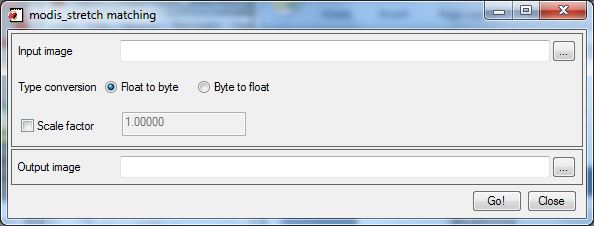 modis_stretch matching
Input image
...
Type conversion Float to byte Byte to float
Scale factor 1.00000
Output image
...
Go! Close